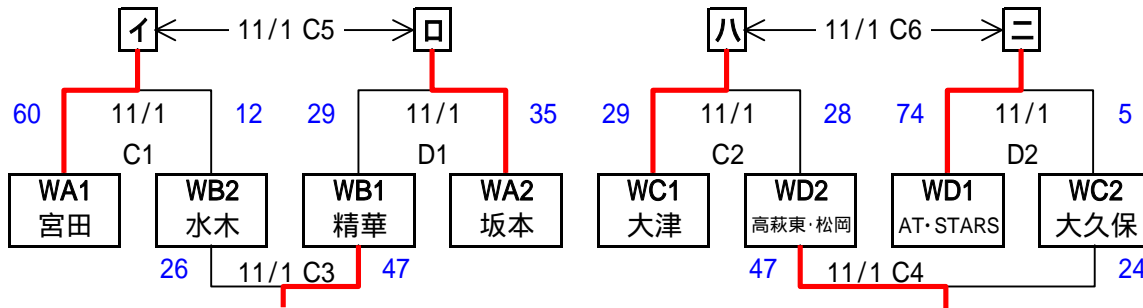 イ 11/1 C5 ロ ハ 11/1 C6 ニ
60 11/1 12 29 11/1 35 29 11/1 28 74 11/1 5
C1 D1 C2 D2
WA1 WB2 WB1 WA2 WC1 WD2 WD1 WC2
宮田 水木 精華 坂本 大津 高萩東・松岡 AT・STARS 大久保
26 11/1 C3 47 47 11/1 C4 24